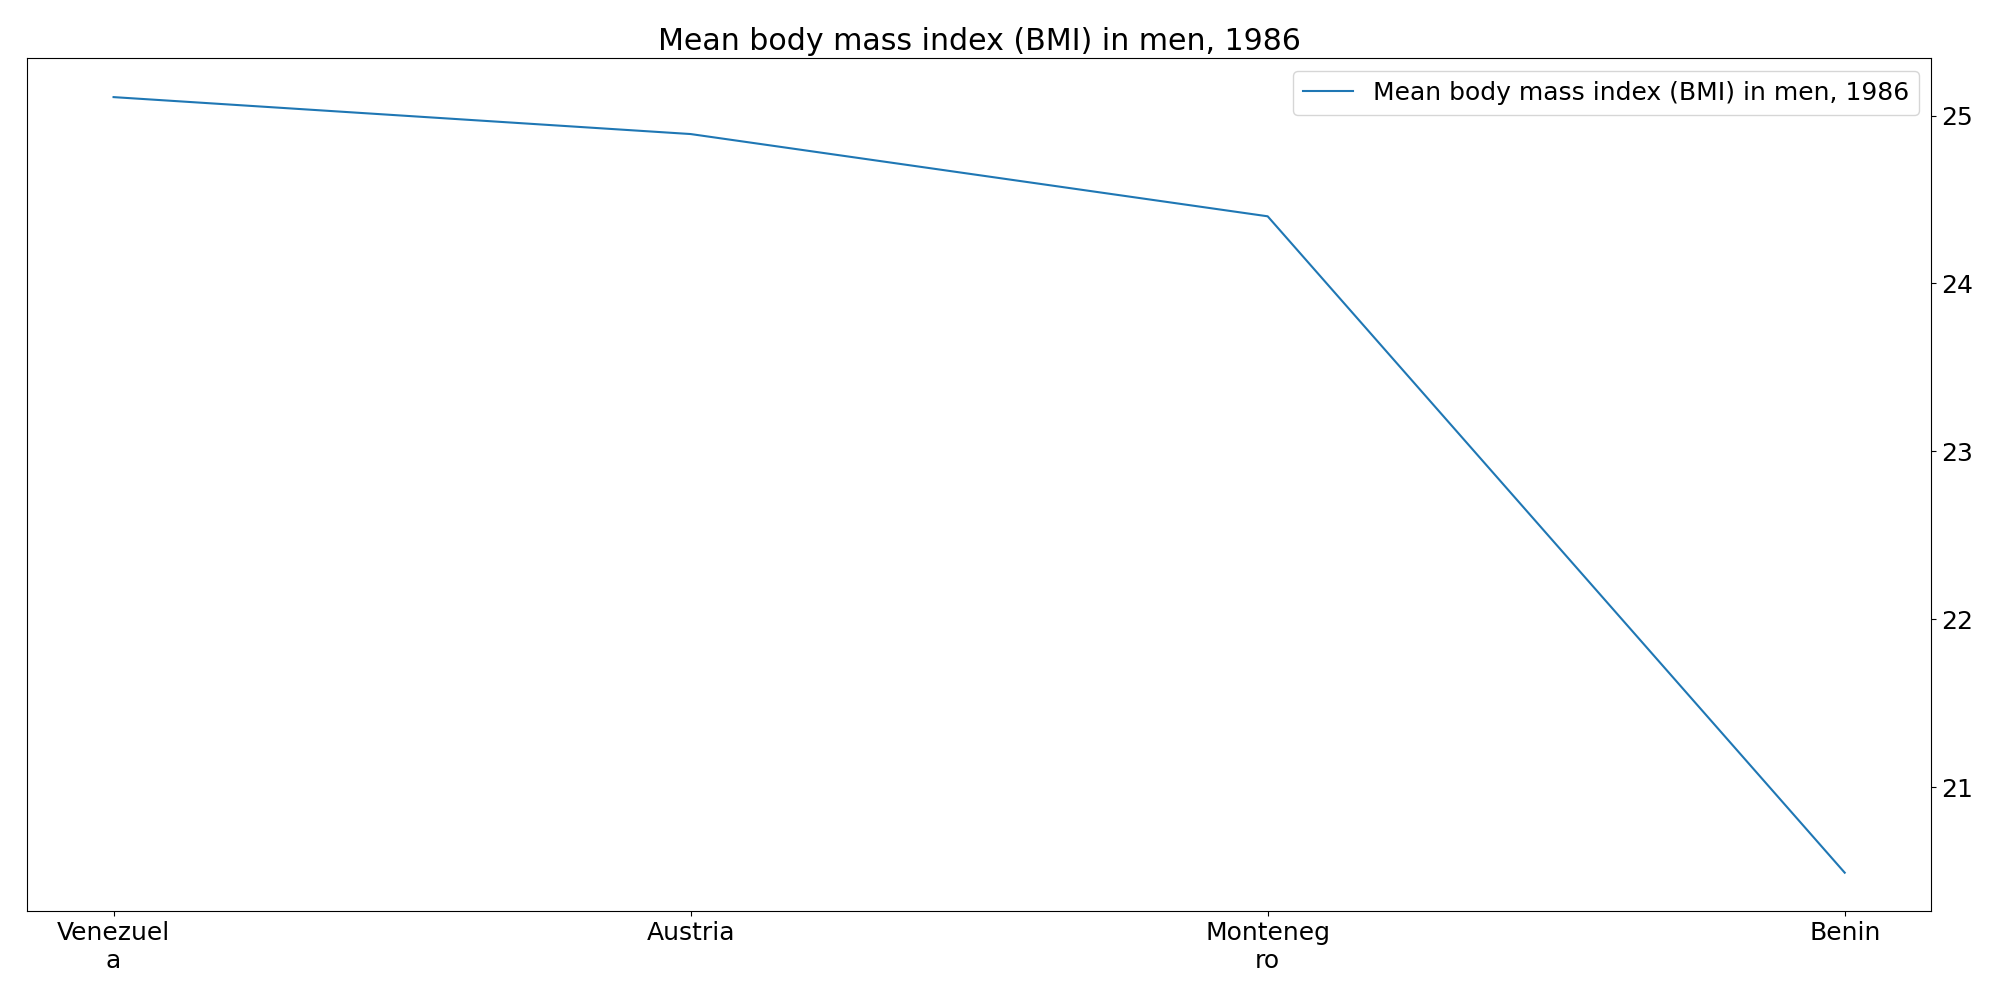 Mean body mass index (BMI) in men, 1986
Mean body mass index (BMI) in men, 1986
25
24
23
22
21
Venezuel
a
Austria
Monteneg
ro
Benin